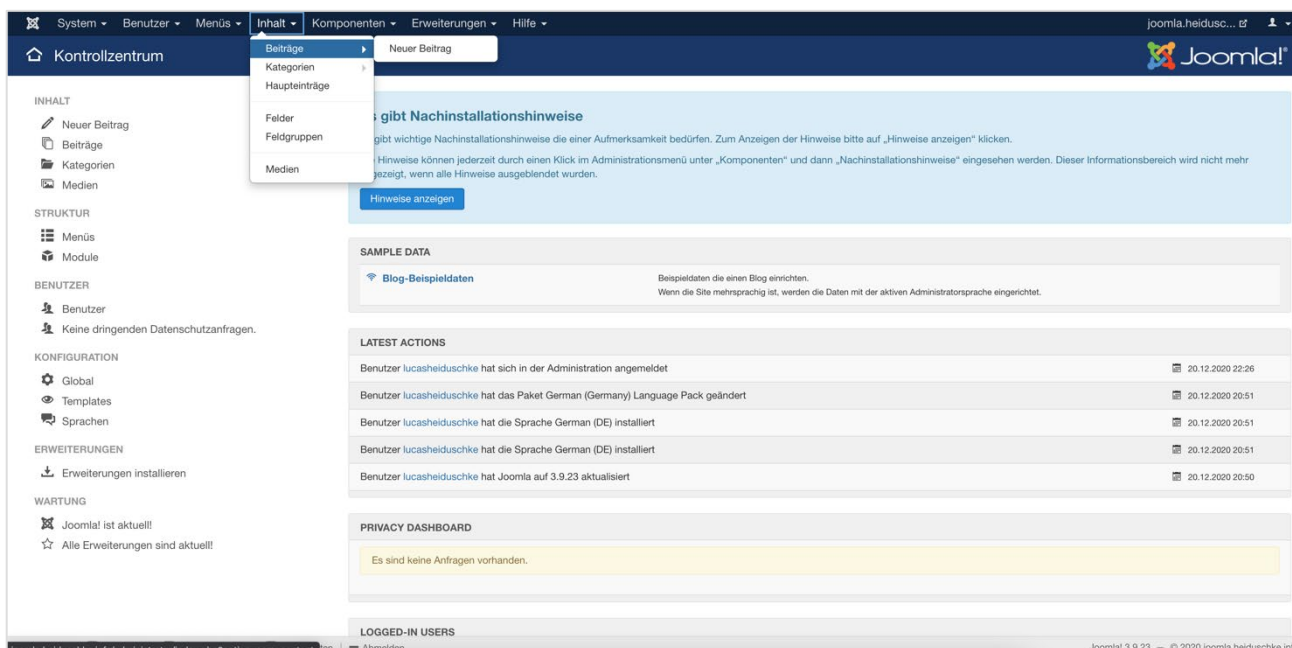 System Benutzer Menüs Inhalt Komponenten Erweiterungen Hilfe joomla.heidusc...
Kontrollzentrum
Joomla!
Beiträge
Neuer Beitrag
Kategorien
Haupteinträge
Felder
Feldgruppen
Medien
INHALT
Neuer Beitrag
Beiträge
Kategorien
Medien
STRUKTUR
Menüs
Module
BENUTZER
Benutzer
Keine dringenden Datenschutzanfragen.
KONFIGURATION
Global
Templates
Sprachen
ERWEITERUNGEN
Erweiterungen installieren
WARTUNG
Joomla! ist aktuell!
Alle Erweiterungen sind aktuell!
s gibt Nachinstallationshinweise
gibt wichtige Nachinstallationshinweise die einer Aufmerksamkeit bedürfen. Zum Anzeigen der Hinweise bitte auf „Hinweise anzeigen“ klicken.
Hinweise können jederzeit durch einen Klick im Administrationsmenü unter „Komponenten“ und dann „Nachinstallationshinweise“ eingesehen werden. Dieser Informationsbereich wird nicht mehr
gezeigt, wenn alle Hinweise ausgeblendet wurden.
Hinweise anzeigen
SAMPLE DATA
Blog-Beispieldaten
Beispieldaten die einen Blog einrichten.
Wenn die Site mehrsprachig ist, werden die Daten mit der aktiven Administratorsprache eingerichtet.
LATEST ACTIONS
Benutzer lucasheiduschke hat sich in der Administration angemeldet 20.12.2020 22:26
Benutzer lucasheiduschke hat das Paket German (Germany) Language Pack geändert 20.12.2020 20:51
Benutzer lucasheiduschke hat die Sprache German (DE) installiert 20.12.2020 20:51
Benutzer lucasheiduschke hat die Sprache German (DE) installiert 20.12.2020 20:51
Benutzer lucasheiduschke hat Joomla auf 3.9.23 aktualisiert 20.12.2020 20:50
PRIVACY DASHBOARD
Es sind keine Anfragen vorhanden.
LOGGED-IN USERS
Abmelden Joomla! 3.9.23 — © 2020 joomla.heiduschke.in